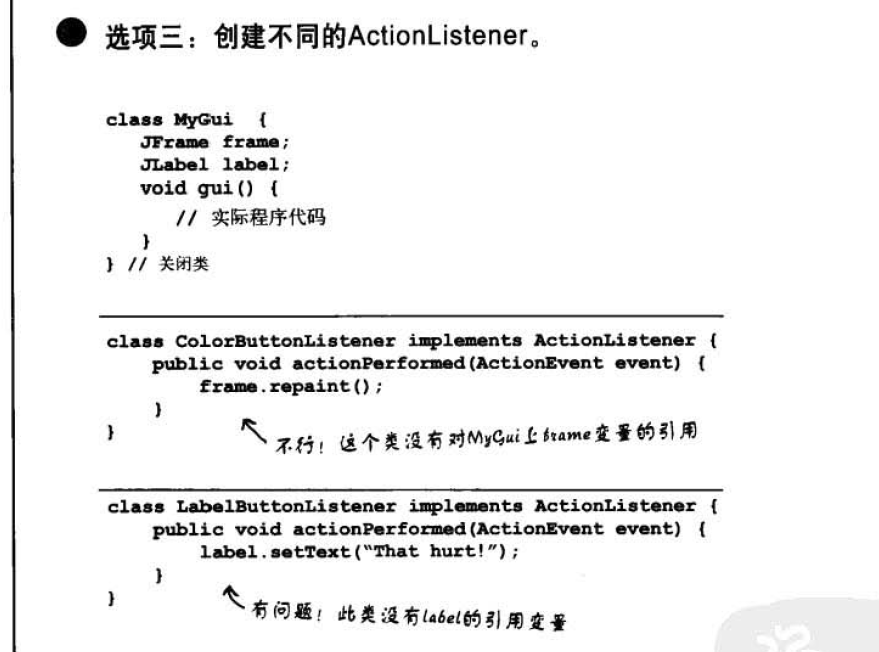 ● 选项三：创建不同的ActionListener。
class MyGui {
JFrame frame;
JLabel label;
void gui() {
// 实际程序代码
}
} // 关闭类
class ColorButtonListener implements ActionListener {
public void actionPerformed(ActionEvent event) {
frame.repaint();
}
}
不行！这个类没有对MyGui上frame变量的引用
class LabelButtonListener implements ActionListener {
public void actionPerformed(ActionEvent event) {
label.setText(“That hurt!”);
}
}
有问题！此类没有label的引用变量